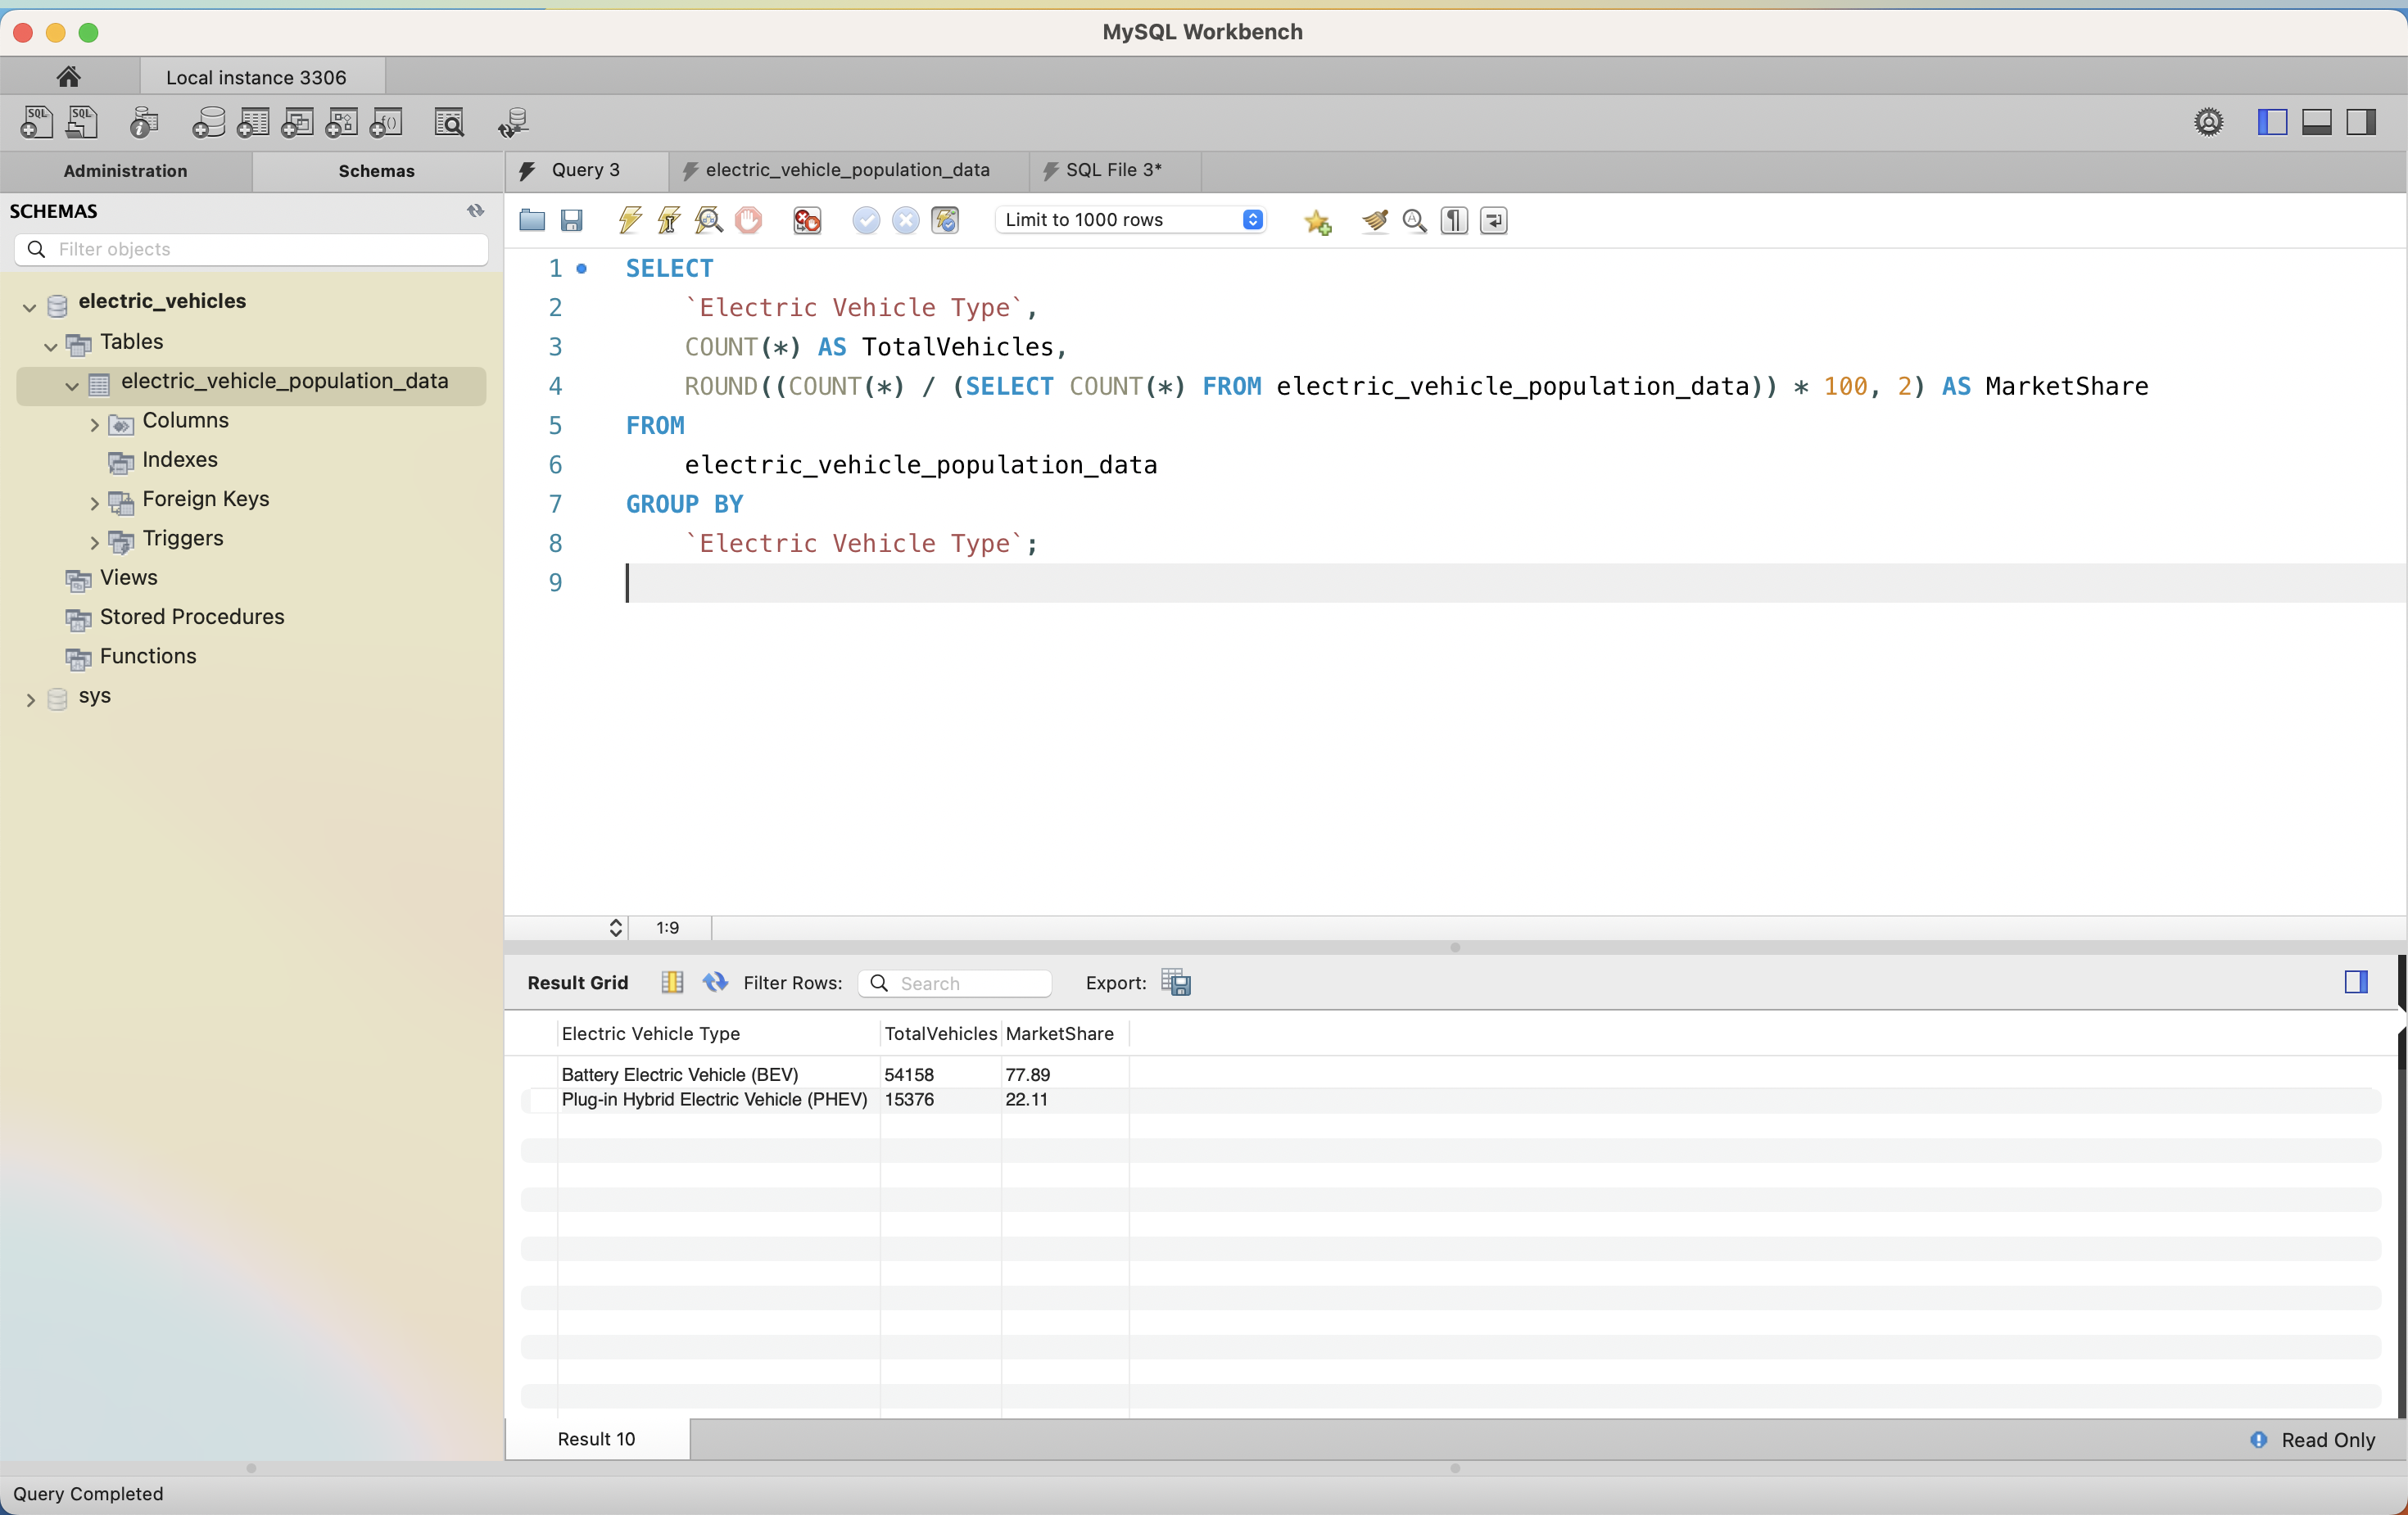 MySQL Workbench
Local instance 3306
Administration
Schemas
Query 3
electric_vehicle_population_data
SQL File 3*
SCHEMAS
Filter objects
Limit to 1000 rows
electric_vehicles
Tables
electric_vehicle_population_data
Columns
Indexes
Foreign Keys
Triggers
Views
Stored Procedures
Functions
sys
1 SELECT
2 `Electric Vehicle Type`,
3 COUNT(*) AS TotalVehicles,
4 ROUND((COUNT(*) / (SELECT COUNT(*) FROM electric_vehicle_population_data)) * 100, 2) AS MarketShare
5 FROM
6 electric_vehicle_population_data
7 GROUP BY
8 `Electric Vehicle Type`;
9
1:9
Result Grid Filter Rows: Search Export:
Electric Vehicle Type TotalVehicles MarketShare
Battery Electric Vehicle (BEV) 54158 77.89
Plug-in Hybrid Electric Vehicle (PHEV) 15376 22.11
Result 10
Read Only
Query Completed